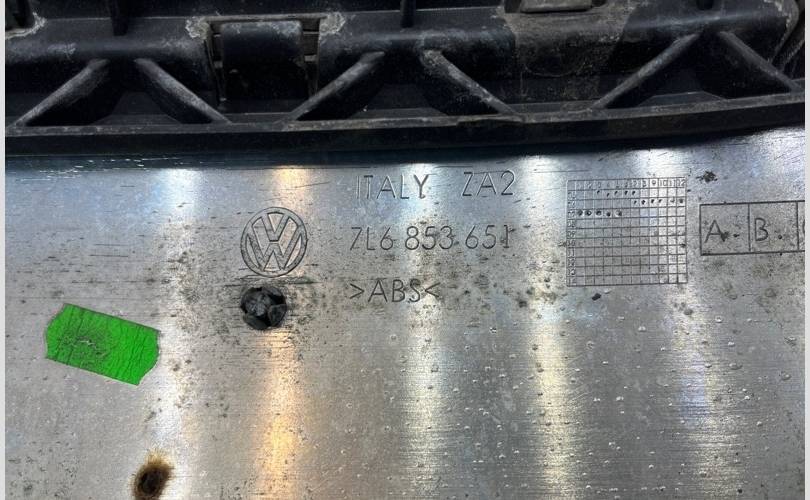 ITALY ZA2
7L6 853 651
>ABS<
A B